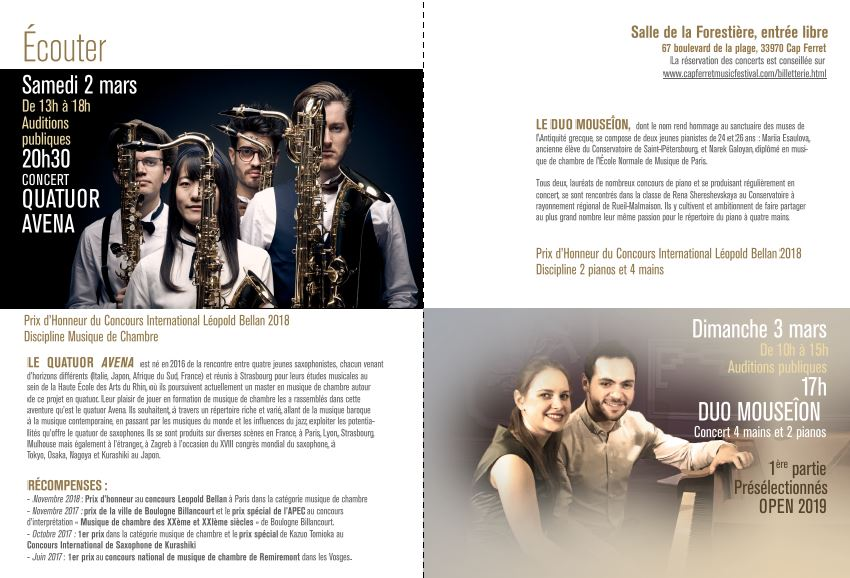 Écouter
Samedi 2 mars
De 13h à 18h
Auditions
publiques
20h30
CONCERT
QUATUOR
AVENA
Prix d'Honneur du Concours International Léopold Bellan 2018
Discipline Musique de Chambre
LE QUATUOR AVENA est né en 2016 de la rencontre entre quatre jeunes saxophonistes, chacun venant
d'horizons différents (Italie, Japon, Afrique du Sud, France) et réunis à Strasbourg pour leurs études musicales au
sein de la Haute École des Arts du Rhin, où ils poursuivent actuellement un master en musique de chambre autour
de ce projet en quatuor. Leur plaisir de jouer en formation de musique de chambre les a rassemblés dans cette
aventure qu'est le quatuor Avena. Ils souhaitent, à travers un répertoire riche et varié, allant de la musique baroque
à la musique contemporaine, en passant par les musiques du monde et les influences du jazz, exploiter les potentia-
lités qu'offre le quatuor de saxophones. Ils se sont produits sur diverses scènes en France, à Paris, Lyon, Strasbourg,
Mulhouse mais également à l'étranger, à Zagreb à l'occasion du XVIII congrès mondial du saxophone, à
Tokyo, Osaka, Nagoya et Kurashiki au Japon.
RÉCOMPENSES :
- Novembre 2018 : Prix d'honneur au concours Leopold Bellan à Paris dans la catégorie musique de chambre
- Novembre 2017 : prix de la ville de Boulogne Billancourt et le prix spécial de l'APEC au concours
d'interprétation « Musique de chambre des XXème et XXIème siècles » de Boulogne Billancourt.
- Octobre 2017 : 1er prix dans la catégorie musique de chambre et le prix spécial de Kazuo Tomioka au
Concours International de Saxophone de Kurashiki
- Juin 2017 : 1er prix au concours national de musique de chambre de Remiremont dans les Vosges.
Salle de la Forestière, entrée libre
67 boulevard de la plage, 33970 Cap Ferret
La réservation des concerts est conseillée sur
www.capferretmusicfestival.com/billetterie.html
LE DUO MOUSEÎON, dont le nom rend hommage au sanctuaire des muses de
l'Antiquité grecque, se compose de deux jeunes pianistes de 24 et 26 ans : Mariia Esaulova,
ancienne élève du Conservatoire de Saint-Pétersbourg, et Narek Galoyan, diplômé en musi-
que de chambre de l'École Normale de Musique de Paris.
Tous deux, lauréats de nombreux concours de piano et se produisant régulièrement en
concert, se sont rencontrés dans la classe de Rena Shereshevskaya au Conservatoire à
rayonnement régional de Rueil-Malmaison. Ils y cultivent et ambitionnent de faire partager
au plus grand nombre leur même passion pour le répertoire du piano à quatre mains.
Prix d'Honneur du Concours International Léopold Bellan 2018
Discipline 2 pianos et 4 mains
Dimanche 3 mars
De 10h à 15h
Auditions publiques
17h
DUO MOUSEÎON
Concert 4 mains et 2 pianos
1ère partie
Présélectionnés
OPEN 2019